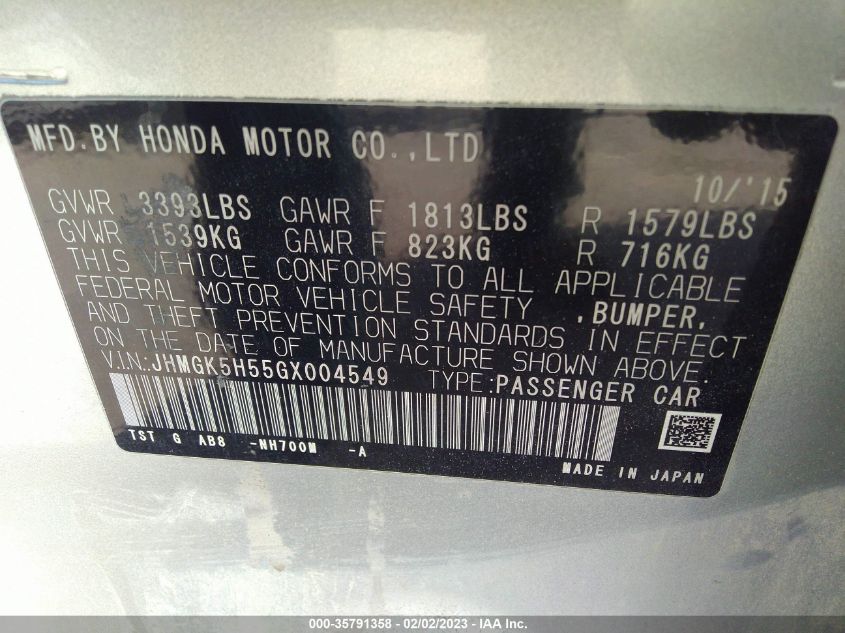 MFD.BY HONDA MOTOR CO.,LTD
10/'15
GVWR 3393LBS GAWR F 1813LBS R 1579LBS
GVWR 1539KG GAWR F 823KG R 716KG
THIS VEHICLE CONFORMS TO ALL APPLICABLE
FEDERAL MOTOR VEHICLE SAFETY ,BUMPER,
AND THEFT PREVENTION STANDARDS IN EFFECT
ON THE DATE OF MANUFACTURE SHOWN ABOVE.
V.IN.:JHMGK5H55GX004549 TYPE:PASSENGER CAR
TST G AB8 -NH700M -A
MADE IN JAPAN
000-35791358 - 02/02/2023 - IAA Inc.